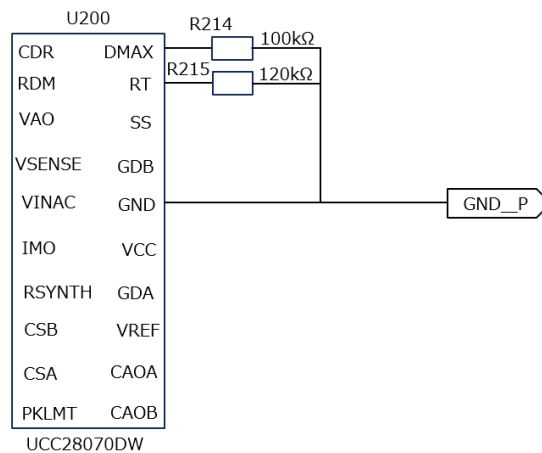 U200
R214
CDR DMAX 100kΩ
R215
RDM RT 120kΩ
VAO SS
VSENSE GDB
VINAC GND GND__P
IMO VCC
RSYNTH GDA
CSB VREF
CSA CAOA
PKLMT CAOB
UCC28070DW